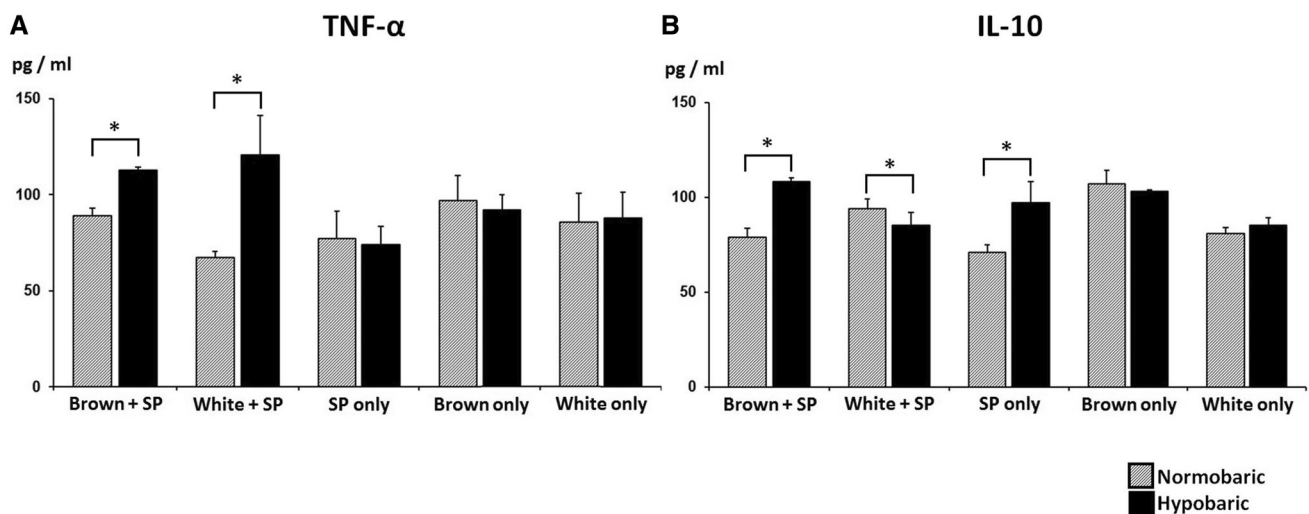 A
TNF-α
pg / ml
150
100
50
0
*
*
Brown + SP
White + SP
SP only
Brown only
White only
B
IL-10
pg / ml
150
100
50
0
*
*
*
Brown + SP
White + SP
SP only
Brown only
White only
Normobaric
Hypobaric